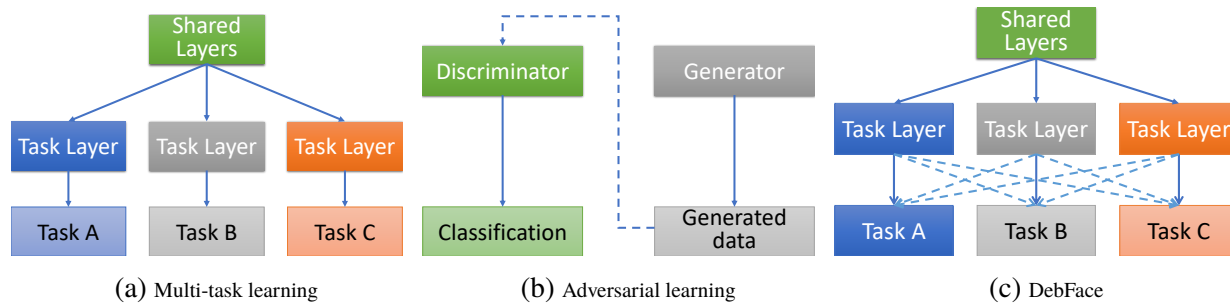 Shared
Layers
Task Layer
Task Layer
Task Layer
Task A
Task B
Task C
(a) Multi-task learning
Discriminator
Generator
Classification
Generated
data
(b) Adversarial learning
Shared
Layers
Task Layer
Task Layer
Task Layer
Task A
Task B
Task C
(c) DebFace